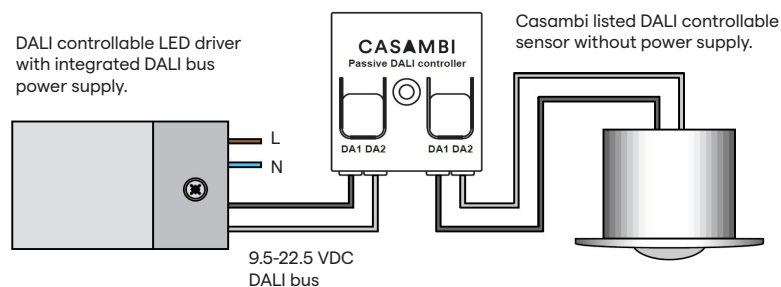 DALI controllable LED driver
with integrated DALI bus
power supply.
CASAMBI
Passive DALI controller
DA1 DA2
DA1 DA2
Casambi listed DALI controllable
sensor without power supply.
L
N
9.5-22.5 VDC
DALI bus